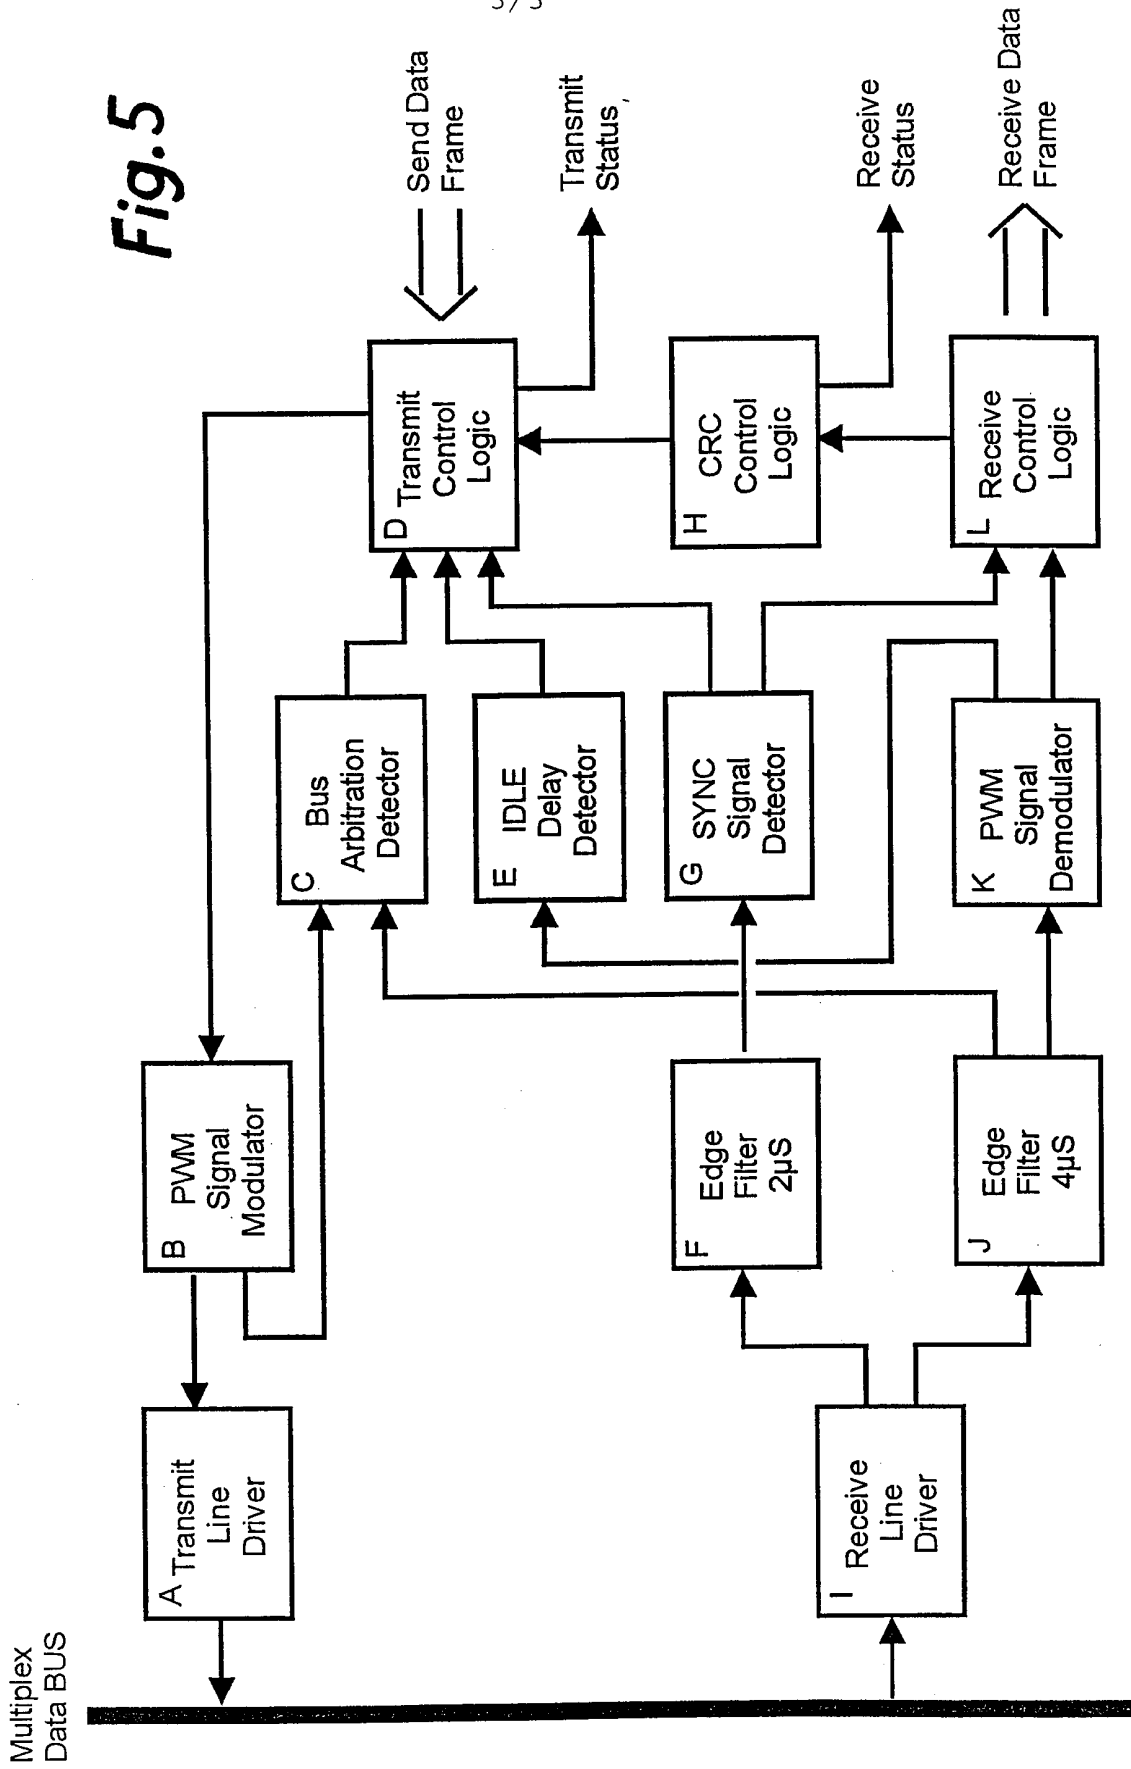 5/5
Fig.5
Multiplex
Data BUS
A Transmit
Line
Driver
B PWM
Signal
Modulator
C Bus
Arbitration
Detector
D Transmit
Control
Logic
Send Data
Frame
Transmit
Status
E IDLE
Delay
Detector
F Edge
Filter
2µS
G SYNC
Signal
Detector
H CRC
Control
Logic
Receive
Status
I Receive
Line
Driver
J Edge
Filter
4µS
K PWM
Signal
Demodulator
L Receive
Control
Logic
Receive Data
Frame